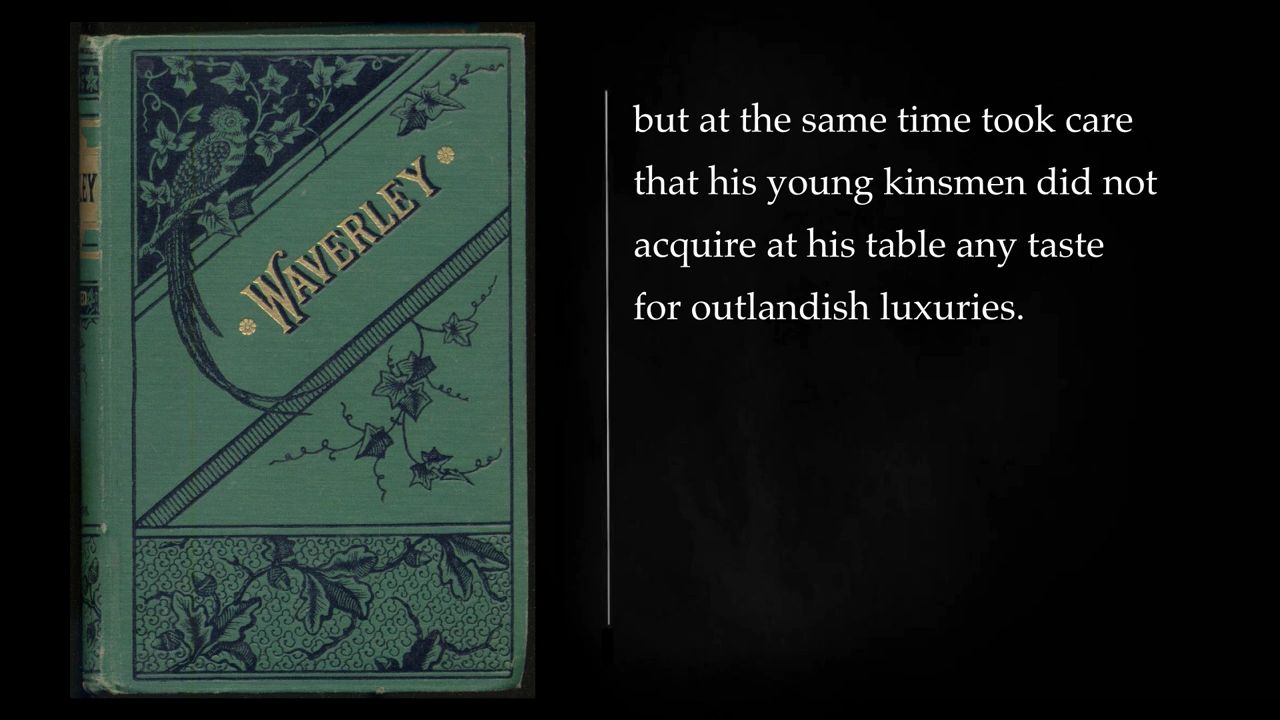 WAVERLEY
EY
but at the same time took care
that his young kinsmen did not
acquire at his table any taste
for outlandish luxuries.